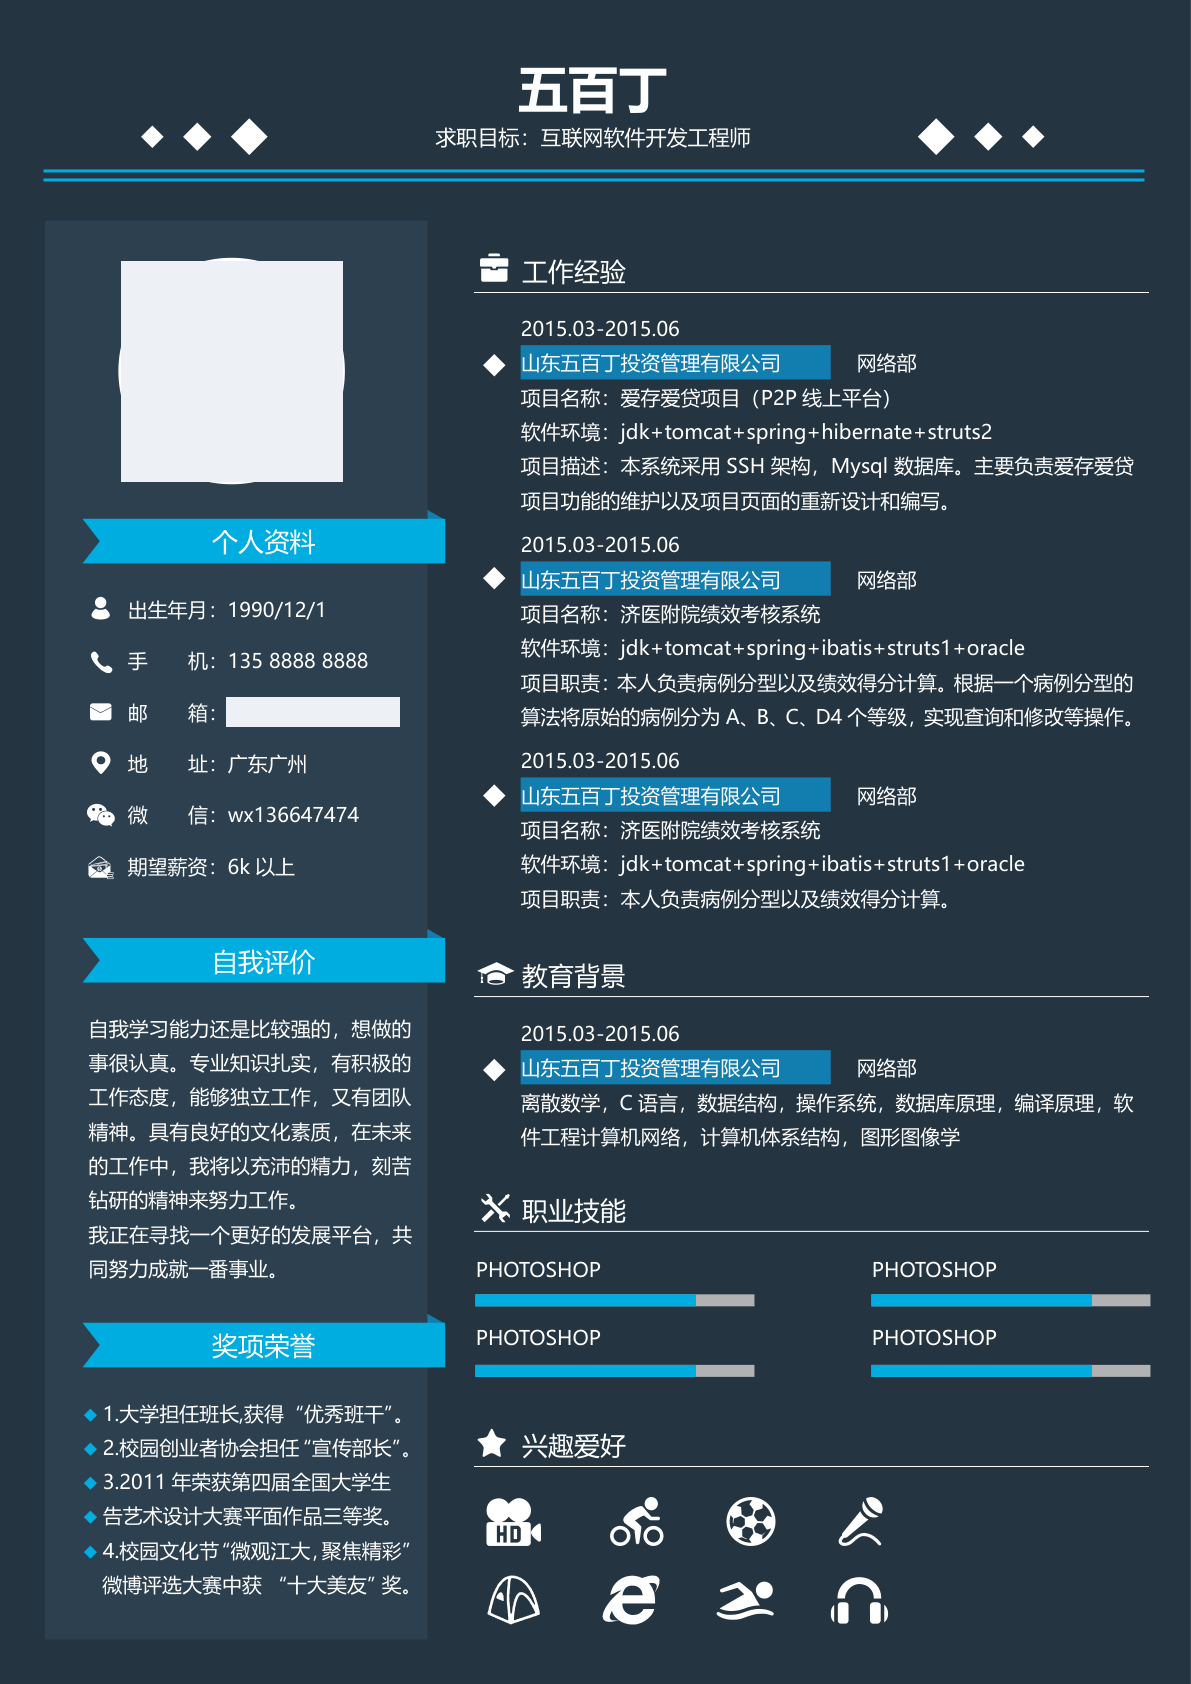 五百丁
求职目标：互联网软件开发工程师
个人资料
出生年月：1990/12/1
手　　机：135 8888 8888
邮　　箱：
地　　址：广东广州
微　　信：wx136647474
期望薪资：6k 以上
自我评价
自我学习能力还是比较强的，想做的
事很认真。专业知识扎实，有积极的
工作态度，能够独立工作，又有团队
精神。具有良好的文化素质，在未来
的工作中，我将以充沛的精力，刻苦
钻研的精神来努力工作。
我正在寻找一个更好的发展平台，共
同努力成就一番事业。
奖项荣誉
1.大学担任班长,获得“优秀班干”。
2.校园创业者协会担任“宣传部长”。
3.2011 年荣获第四届全国大学生
告艺术设计大赛平面作品三等奖。
4.校园文化节“微观江大，聚焦精彩”
微博评选大赛中获 “十大美友”奖。
工作经验
2015.03-2015.06
山东五百丁投资管理有限公司 网络部
项目名称：爱存爱贷项目（P2P 线上平台）
软件环境：jdk+tomcat+spring+hibernate+struts2
项目描述：本系统采用 SSH 架构，Mysql 数据库。主要负责爱存爱贷
项目功能的维护以及项目页面的重新设计和编写。
2015.03-2015.06
山东五百丁投资管理有限公司 网络部
项目名称：济医附院绩效考核系统
软件环境：jdk+tomcat+spring+ibatis+struts1+oracle
项目职责：本人负责病例分型以及绩效得分计算。根据一个病例分型的
算法将原始的病例分为 A、B、C、D4 个等级，实现查询和修改等操作。
2015.03-2015.06
山东五百丁投资管理有限公司 网络部
项目名称：济医附院绩效考核系统
软件环境：jdk+tomcat+spring+ibatis+struts1+oracle
项目职责：本人负责病例分型以及绩效得分计算。
教育背景
2015.03-2015.06
山东五百丁投资管理有限公司 网络部
离散数学，C 语言，数据结构，操作系统，数据库原理，编译原理，软
件工程计算机网络，计算机体系结构，图形图像学
职业技能
PHOTOSHOP PHOTOSHOP
PHOTOSHOP PHOTOSHOP
兴趣爱好
HD